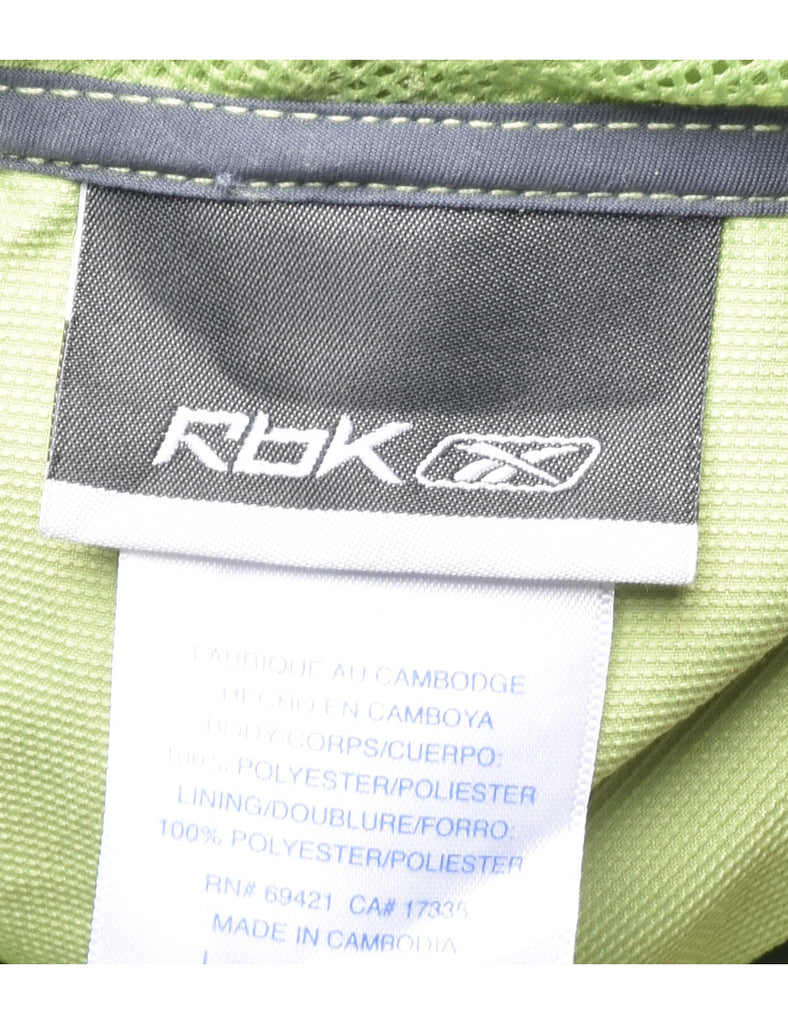 Rbk
FABRIQUE AU CAMBODGE
HECHO EN CAMBOYA
BODY/CORPS/CUERPO:
100% POLYESTER/POLIESTER
LINING/DOUBLURE/FORRO:
100% POLYESTER/POLIESTER
RN# 69421 CA# 17335
MADE IN CAMBODIA